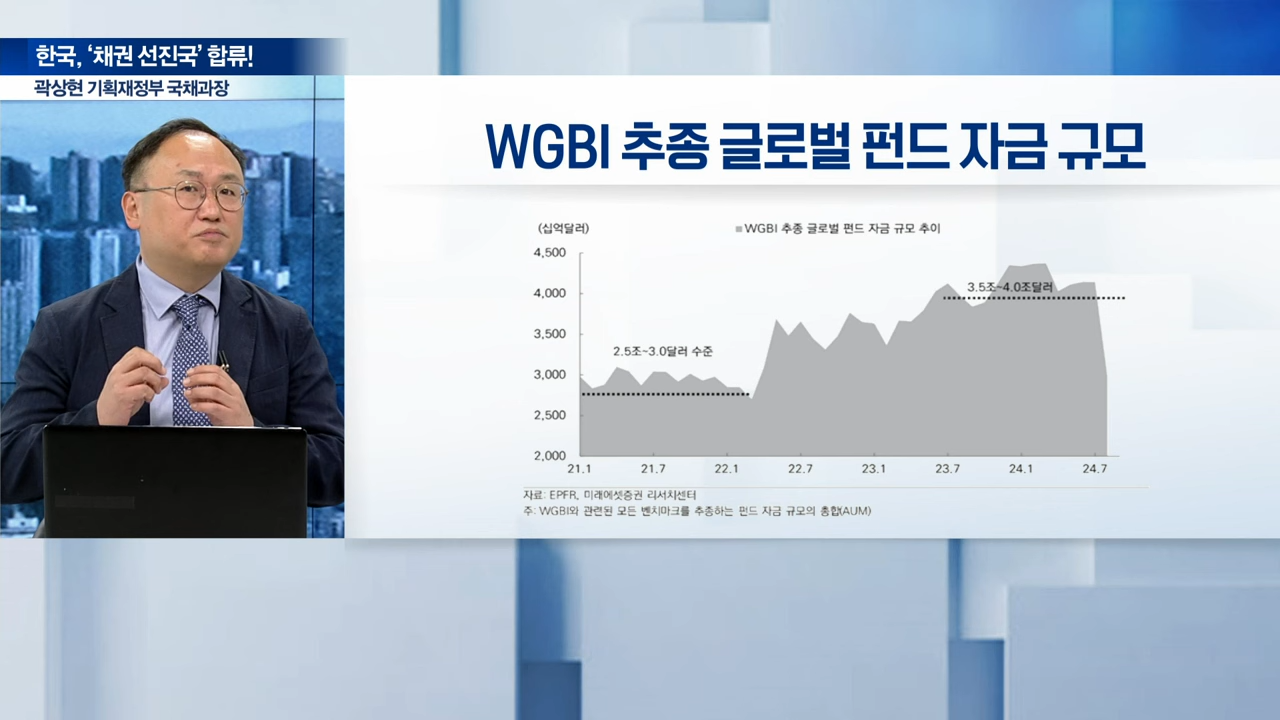 한국, ‘채권 선진국’ 합류!
곽상현 기획재정부 국채과장
WGBI 추종 글로벌 펀드 자금 규모
(십억달러)
WGBI 추종 글로벌 펀드 자금 규모 추이
4,500
4,000
3,500
3,000
2,500
2,000
2.5조~3.0달러 수준
3.5조~4.0조달러
21.1 21.7 22.1 22.7 23.1 23.7 24.1 24.7
자료: EPFR, 미래에셋증권 리서치센터
주: WGBI와 관련된 모든 벤치마크를 추종하는 펀드 자금 규모의 총합(AUM)